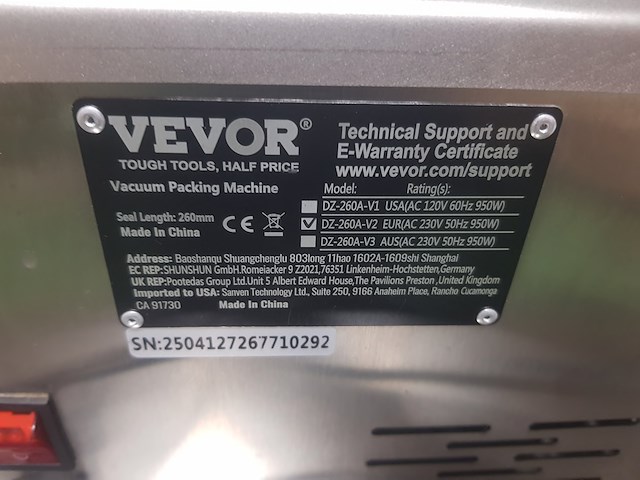 VEVOR®
TOUGH TOOLS, HALF PRICE
Technical Support and
E-Warranty Certificate
www.vevor.com/support
Vacuum Packing Machine
Model: Rating(s):
DZ-260A-V1 USA(AC 120V 60Hz 950W)
DZ-260A-V2 EUR(AC 230V 50Hz 950W)
DZ-260A-V3 AUS(AC 230V 50Hz 950W)
Seal Length: 260mm
Made In China
CE
Address: Baoshanqu Shuangchenglu 803long 11hao 1602A-1609shi Shanghai
EC REP:SHUNSHUN GmbH.Romeiacker 9 Z2021,76351 Linkenheim-Hochstetten,Germany
UK REP:Pooledas Group Ltd.Unit 5 Albert Edward House,The Pavilions Preston,United Kingdom
Imported to USA: Sanven Technology Ltd., Suite 250, 9166 Anaheim Place, Rancho Cucamonga
CA 91730 Made In China
SN:2504127267710292